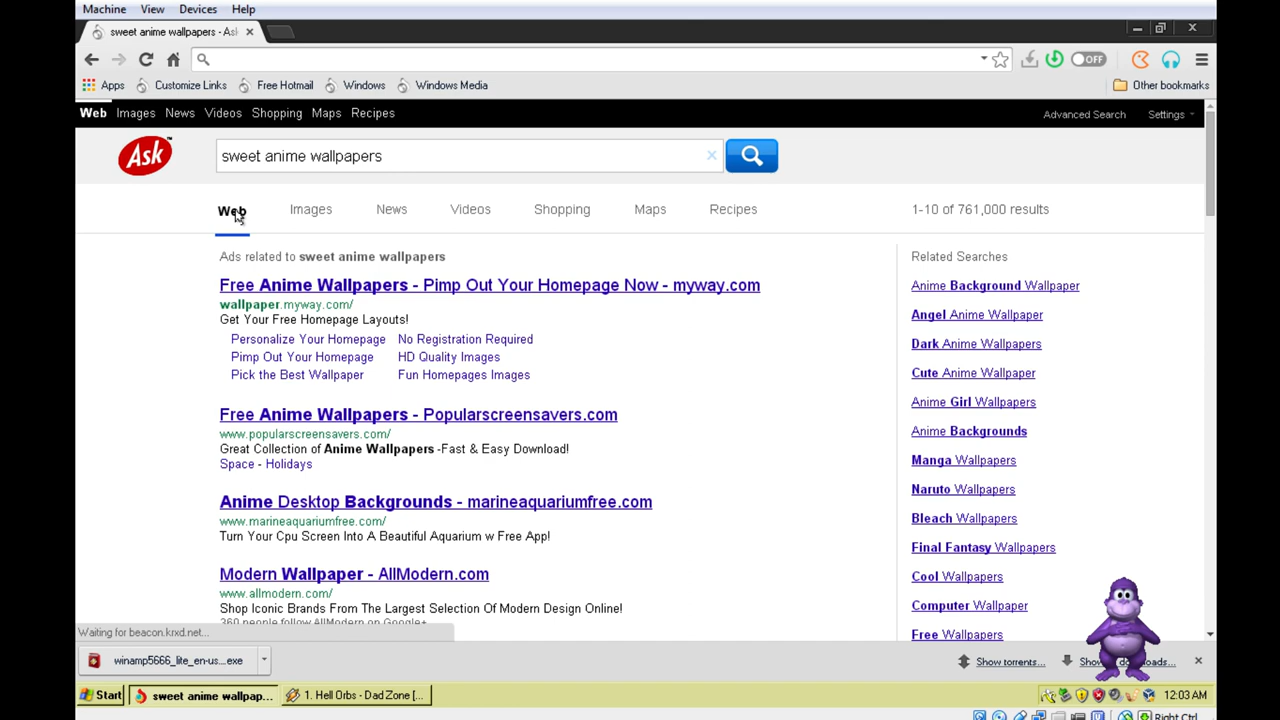 Machine View Devices Help
sweet anime wallpapers - Ask
OFF
Apps Customize Links Free Hotmail Windows Windows Media Other bookmarks
Web Images News Videos Shopping Maps Recipes Advanced Search Settings
Ask™ sweet anime wallpapers
Web Images News Videos Shopping Maps Recipes 1-10 of 761,000 results
Ads related to sweet anime wallpapers
Free Anime Wallpapers - Pimp Out Your Homepage Now - myway.com
wallpaper.myway.com/
Get Your Free Homepage Layouts!
Personalize Your Homepage No Registration Required
Pimp Out Your Homepage HD Quality Images
Pick the Best Wallpaper Fun Homepages Images
Free Anime Wallpapers - Popularscreensavers.com
www.popularscreensavers.com/
Great Collection of Anime Wallpapers -Fast & Easy Download!
Space - Holidays
Anime Desktop Backgrounds - marineaquariumfree.com
www.marineaquariumfree.com/
Turn Your Cpu Screen Into A Beautiful Aquarium w Free App!
Modern Wallpaper - AllModern.com
www.allmodern.com/
Shop Iconic Brands From The Largest Selection Of Modern Design Online!
360 people follow AllModern on Google+
Related Searches
Anime Background Wallpaper
Angel Anime Wallpaper
Dark Anime Wallpapers
Cute Anime Wallpaper
Anime Girl Wallpapers
Anime Backgrounds
Manga Wallpapers
Naruto Wallpapers
Bleach Wallpapers
Final Fantasy Wallpapers
Cool Wallpapers
Computer Wallpaper
Free Wallpapers
Waiting for beacon.krxd.net...
winamp5666_lite_en-us....exe Show torrents...
Start sweet anime wallpap... 1. Hell Orbs - Dad Zone [... 12:03 AM
Right Ctrl